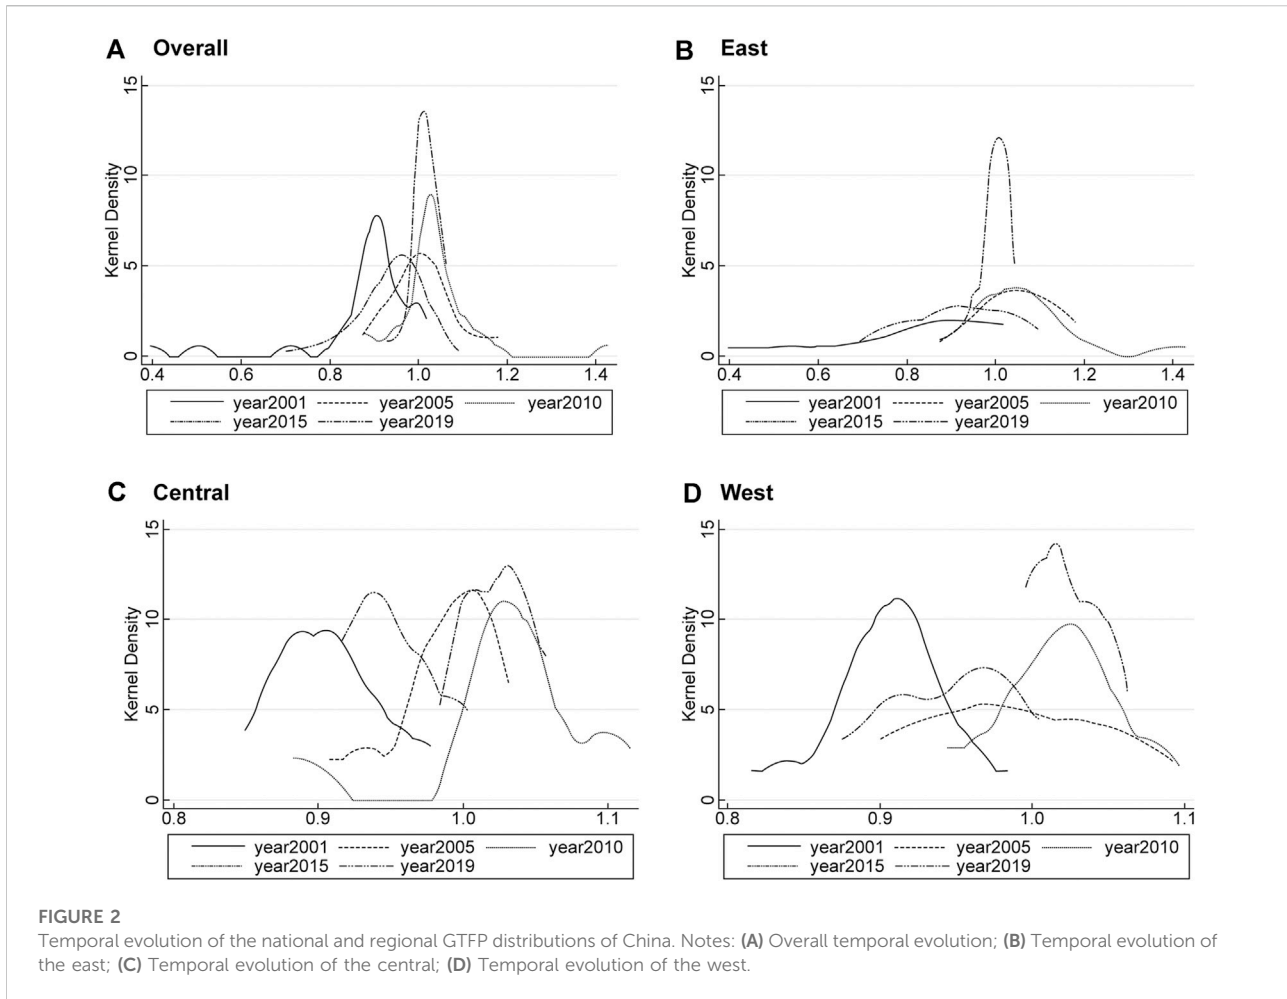 A Overall
15
10
5
0
Kernel Density
0.4 0.6 0.8 1.0 1.2 1.4
year2001 year2005 year2010
year2015 year2019
B East
15
10
5
0
Kernel Density
0.4 0.6 0.8 1.0 1.2 1.4
year2001 year2005 year2010
year2015 year2019
C Central
15
10
5
0
Kernel Density
0.8 0.9 1.0 1.1
year2001 year2005 year2010
year2015 year2019
D West
15
10
5
0
Kernel Density
0.8 0.9 1.0 1.1
year2001 year2005 year2010
year2015 year2019
FIGURE 2
Temporal evolution of the national and regional GTFP distributions of China. Notes: (A) Overall temporal evolution; (B) Temporal evolution of
the east; (C) Temporal evolution of the central; (D) Temporal evolution of the west.